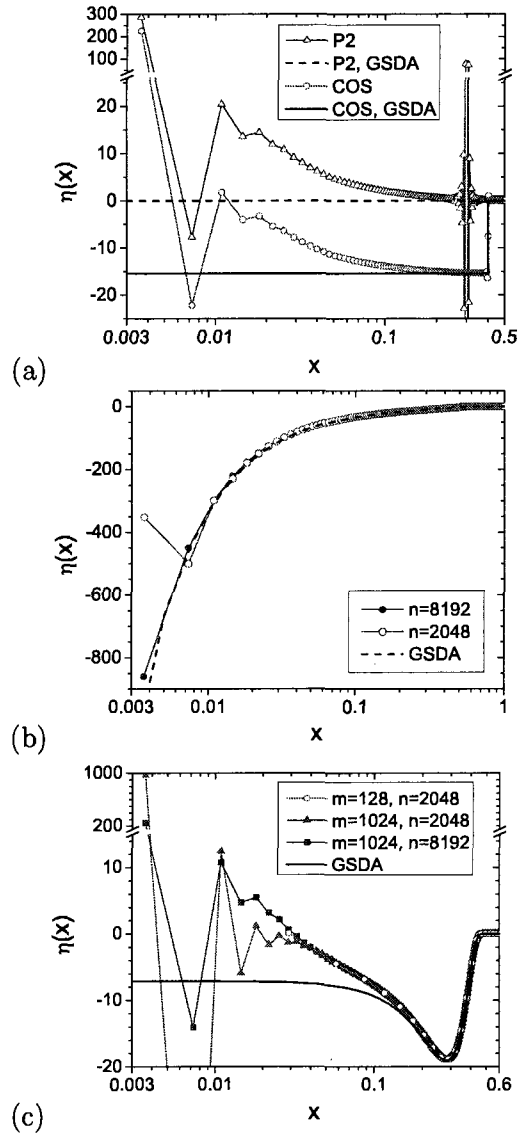 300
200
100
20
10
0
-10
-20
η(x)
P2
P2, GSDA
COS
COS, GSDA
0.003
0.01
0.1
0.5
x
(a)
0
-200
-400
-600
-800
η(x)
n=8192
n=2048
GSDA
0.003
0.01
0.1
1
x
(b)
1000
200
10
0
-10
-20
η(x)
m=128, n=2048
m=1024, n=2048
m=1024, n=8192
GSDA
0.003
0.01
0.1
0.6
x
(c)